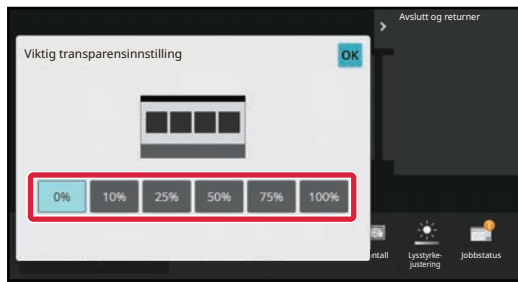 Avslutt og returner
Viktig transparensinnstilling
OK
0%
10%
25%
50%
75%
100%
ntall
Lysstyrke-
justering
Jobbstatus